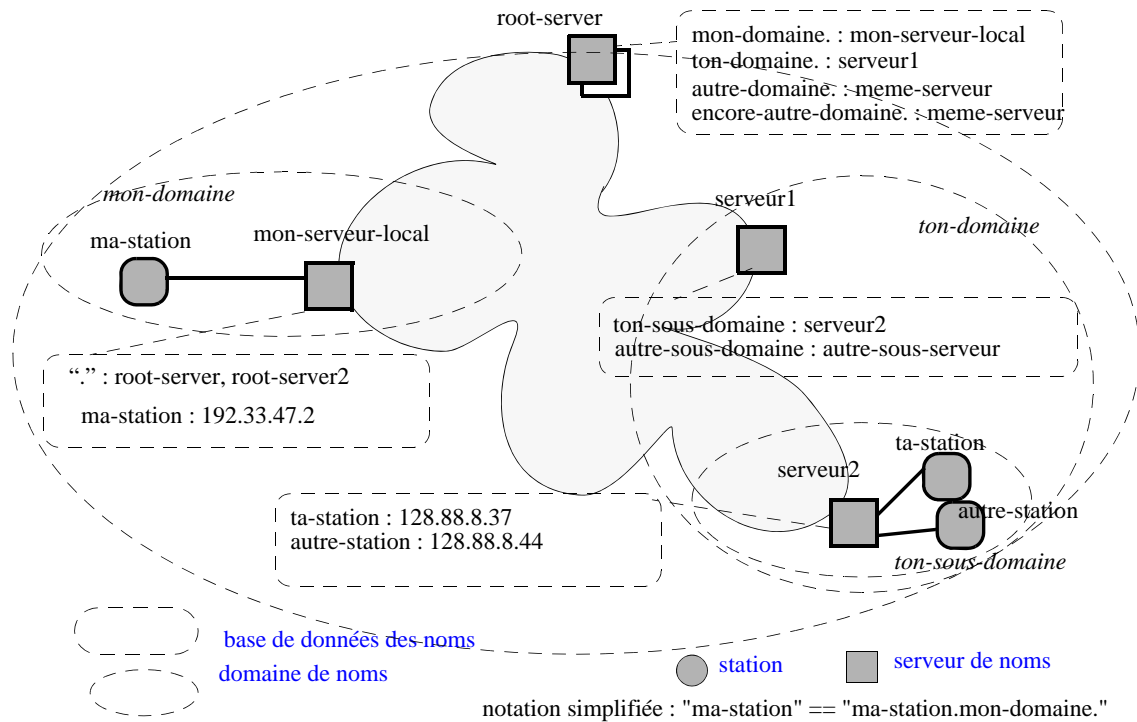 root-server
mon-domaine. : mon-serveur-local
ton-domaine. : serveur1
autre-domaine. : meme-serveur
encore-autre-domaine. : meme-serveur
mon-domaine
serveur1
ton-domaine
ma-station
mon-serveur-local
ton-sous-domaine : serveur2
autre-sous-domaine : autre-sous-serveur
“.” : root-server, root-server2
ma-station : 192.33.47.2
ta-station
serveur2
autre-station
ta-station : 128.88.8.37
autre-station : 128.88.8.44
ton-sous-domaine
base de données des noms
domaine de noms
station
serveur de noms
notation simplifiée : "ma-station" == "ma-station.mon-domaine."